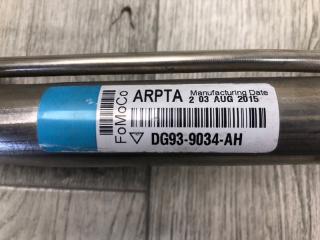 FoMoCo
ARPTA
Manufacturing Date
2 03 AUG 2015
DG93-9034-AH